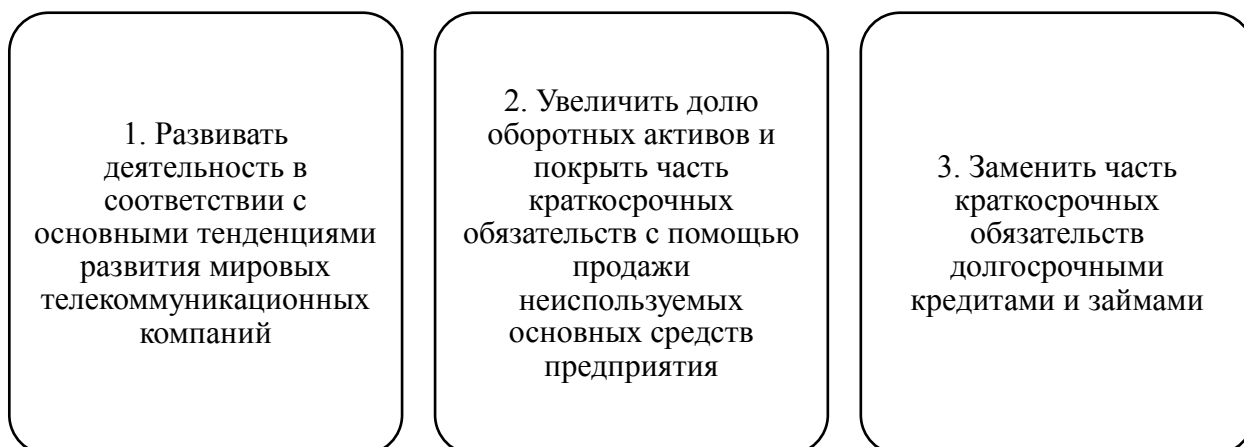 1. Развивать
деятельность в
соответствии с
основными тенденциями
развития мировых
телекоммуникационных
компаний
2. Увеличить долю
оборотных активов и
покрыть часть
краткосрочных
обязательств с помощью
продажи
неиспользуемых
основных средств
предприятия
3. Заменить часть
краткосрочных
обязательств
долгосрочными
кредитами и займами